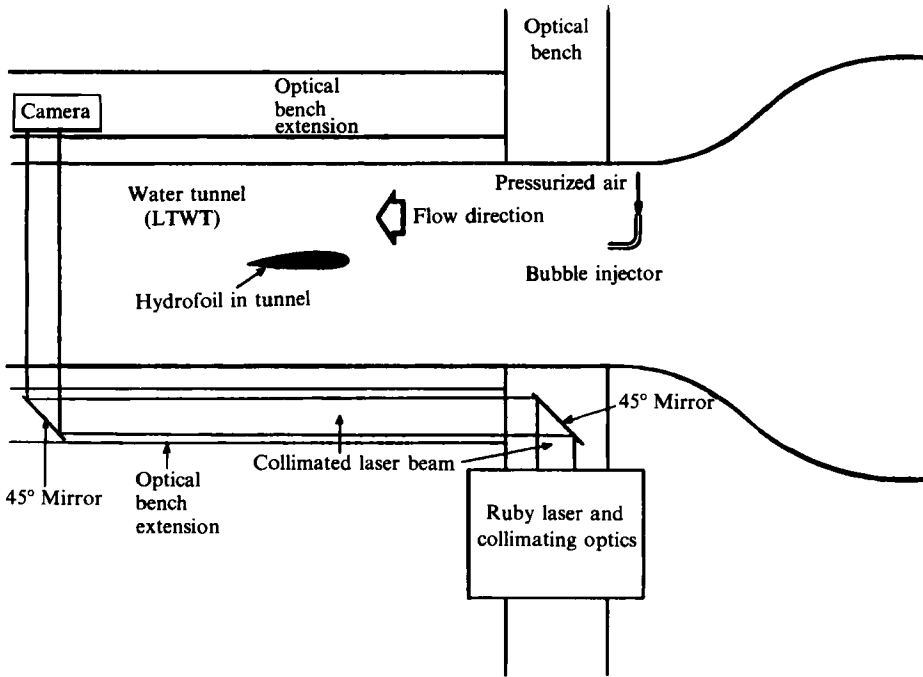 Optical
bench
Optical
bench
extension
Camera
Pressurized air
Water tunnel
(LTWT)
Flow direction
Bubble injector
Hydrofoil in tunnel
45° Mirror
Collimated laser beam
Optical
bench
extension
45° Mirror
Ruby laser and
collimating optics